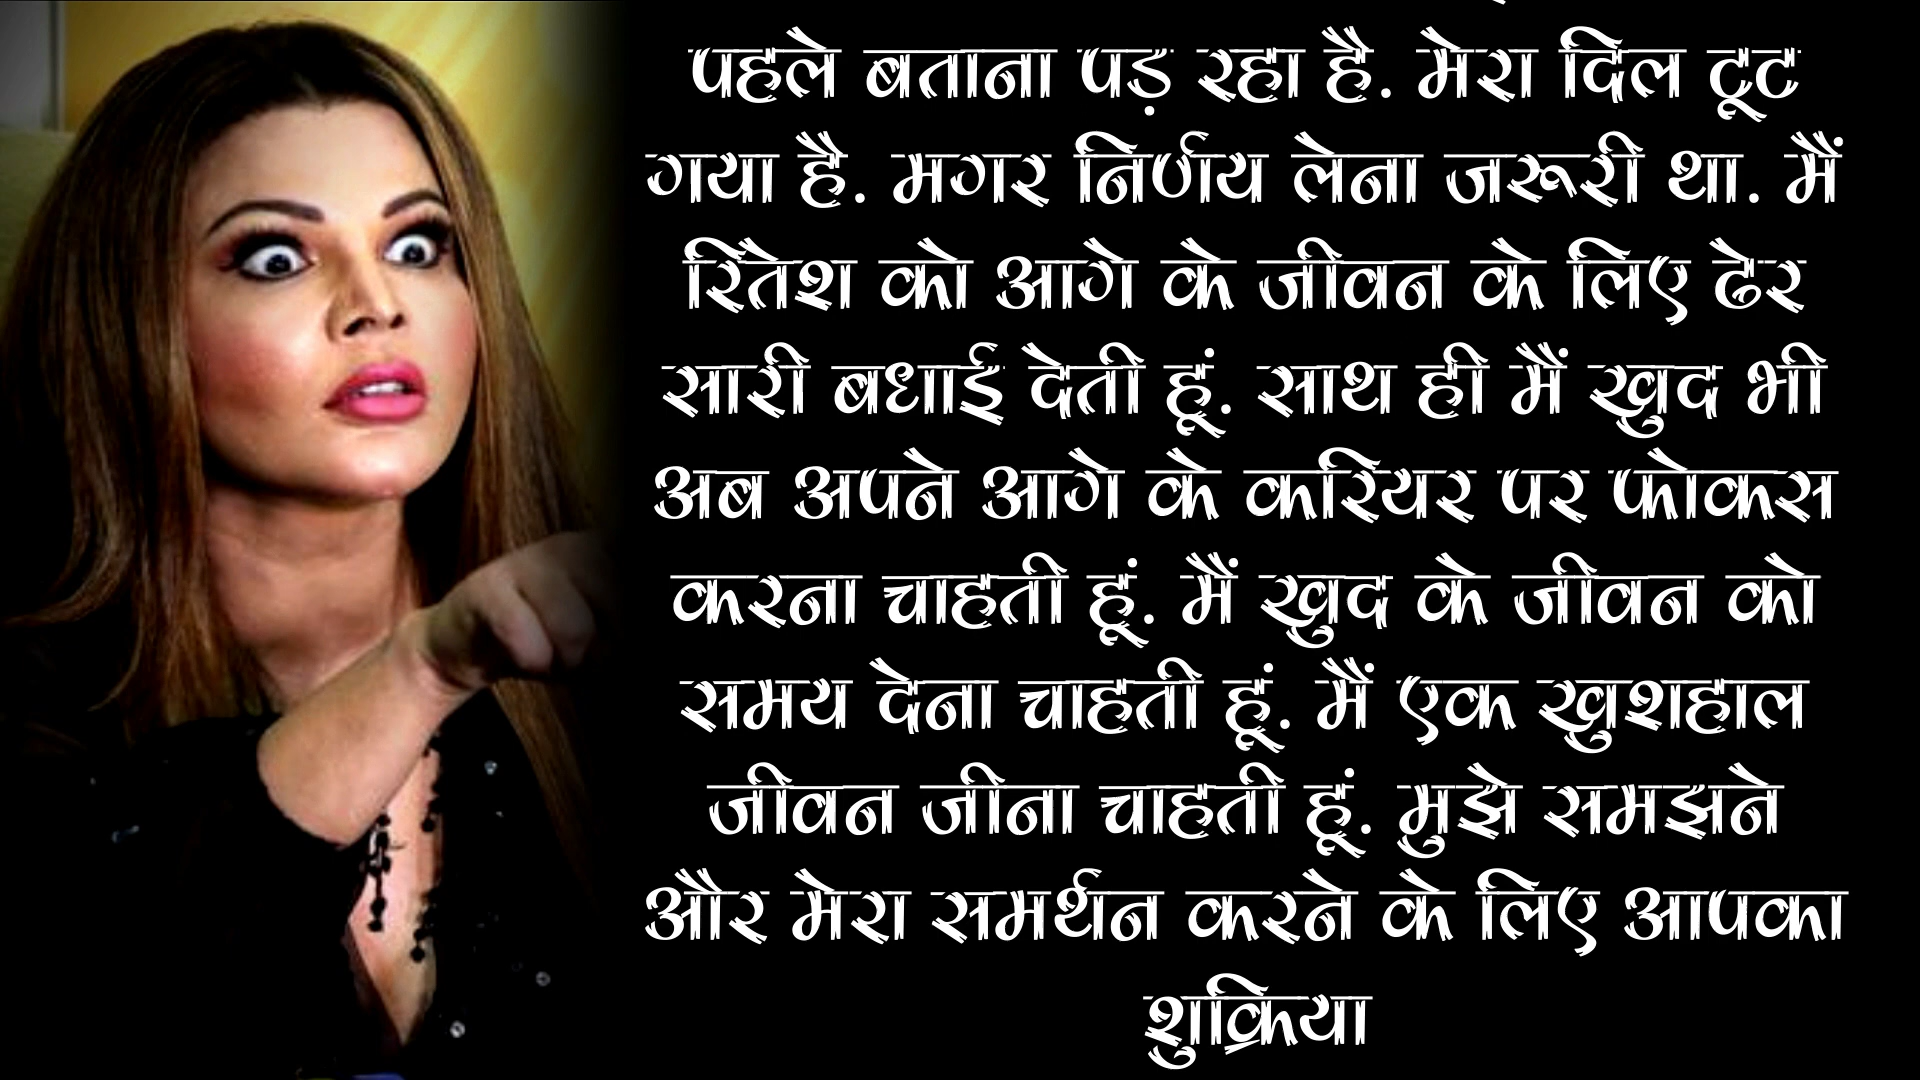 पहले बताना पड़ रहा है. मेरा दिल टूट
गया है. मगर निर्णय लेना जरूरी था. मैं
रितेश को आगे के जीवन के लिए ढेर
सारी बधाई देती हूं. साथ ही मैं खुद भी
अब अपने आगे के करियर पर फोकस
करना चाहती हूं. मैं खुद के जीवन को
समय देना चाहती हूं. मैं एक खुशहाल
जीवन जीना चाहती हूं. मुझे समझने
और मेरा समर्थन करने के लिए आपका
शुक्रिया